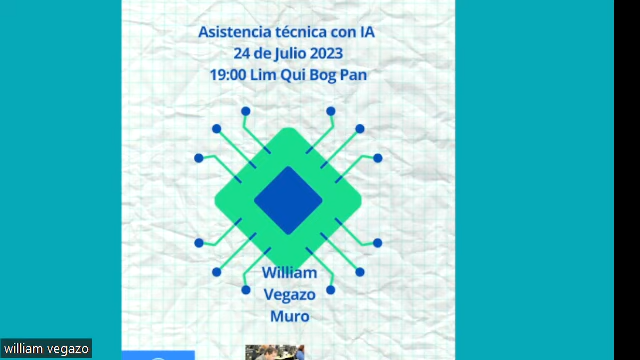 Asistencia técnica con IA
24 de Julio 2023
19:00 Lim Qui Bog Pan
William
Vegazo
Muro
william vegazo